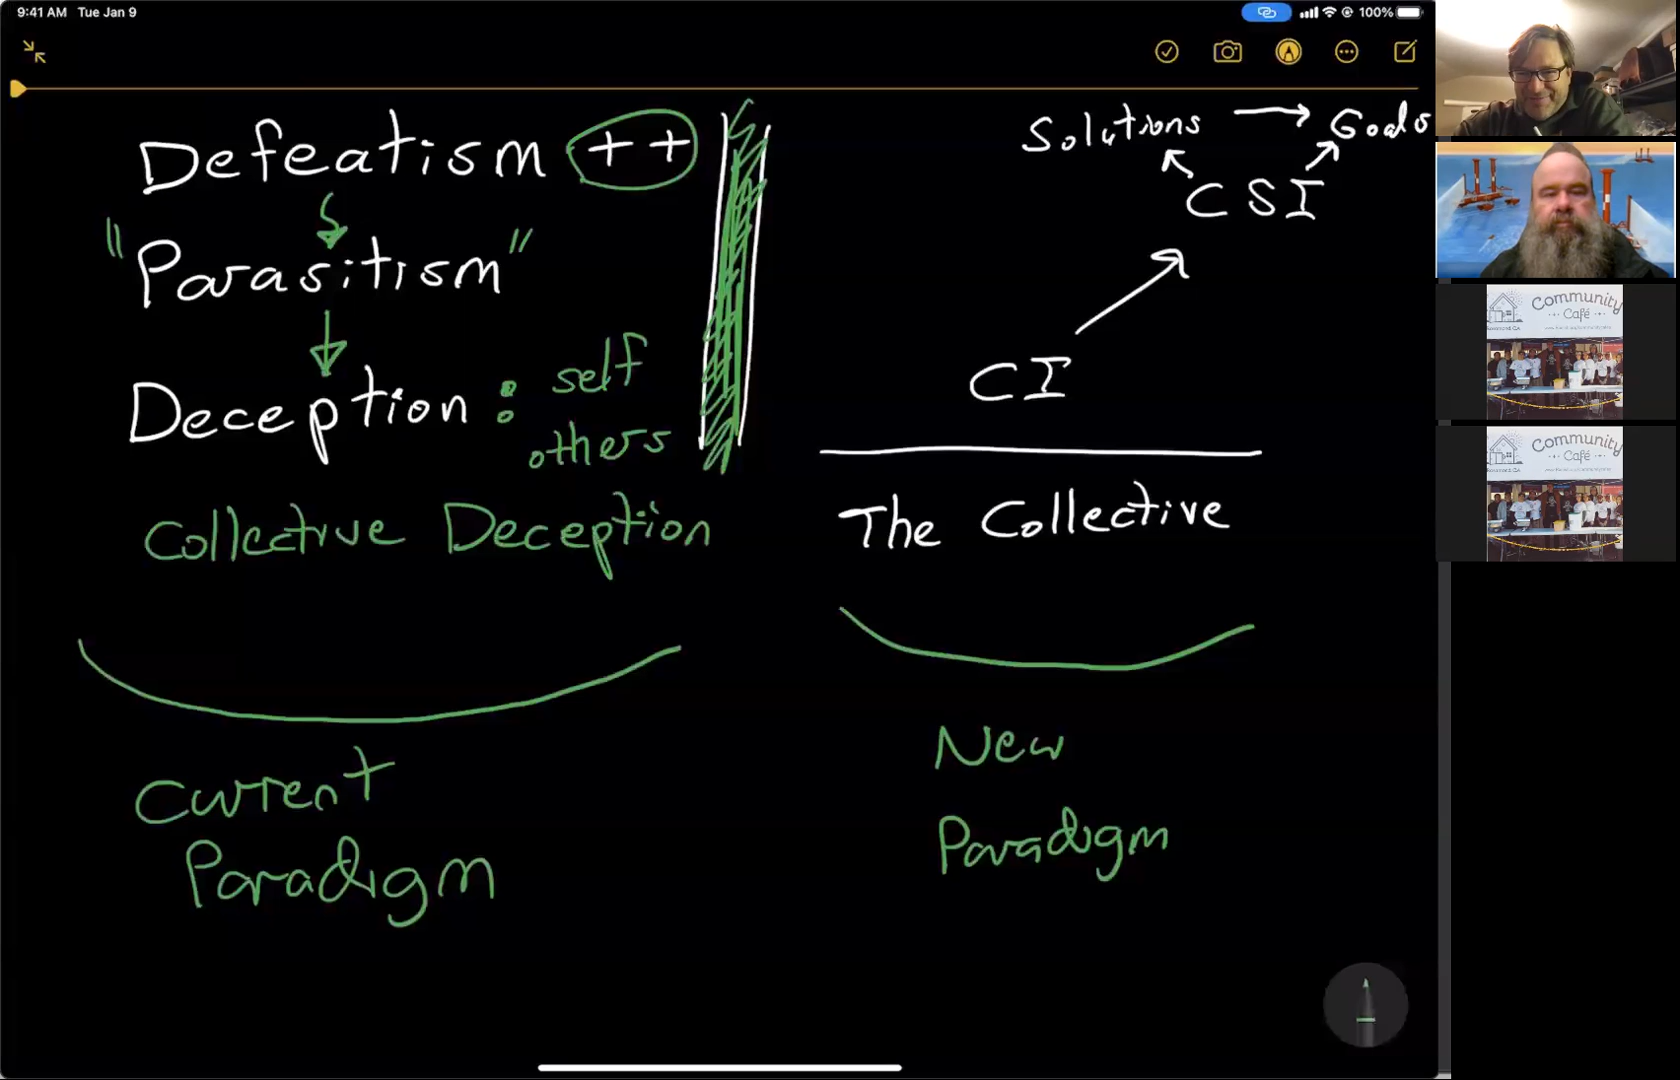 9:41 AM Tue Jan 9
100%
Defeatism ++
"Parasitism"
Deception : self
others
Collective Deception
Current
Paradigm
Solutions → Goals
CSI
CI
The Collective
New
Paradigm
Community
Café
Community
Café